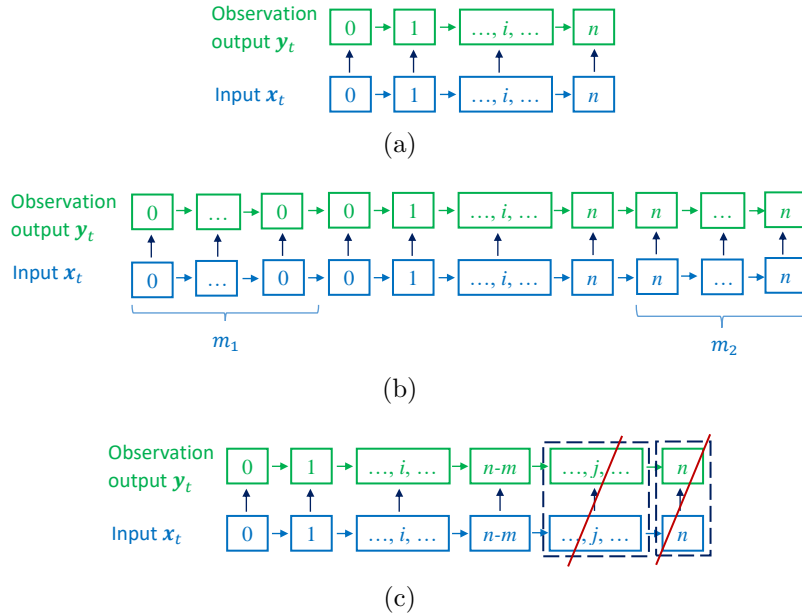 Observation
output yₜ
0 1 ..., i, ... n
Input xₜ
0 1 ..., i, ... n
(a)
Observation
output yₜ
0 ... 0 0 1 ..., i, ... n n ... n
Input xₜ
0 ... 0 0 1 ..., i, ... n n ... n
m₁ m₂
(b)
Observation
output yₜ
0 1 ..., i, ... n-m ..., j, ... n
Input xₜ
0 1 ..., i, ... n-m ..., j, ... n
(c)